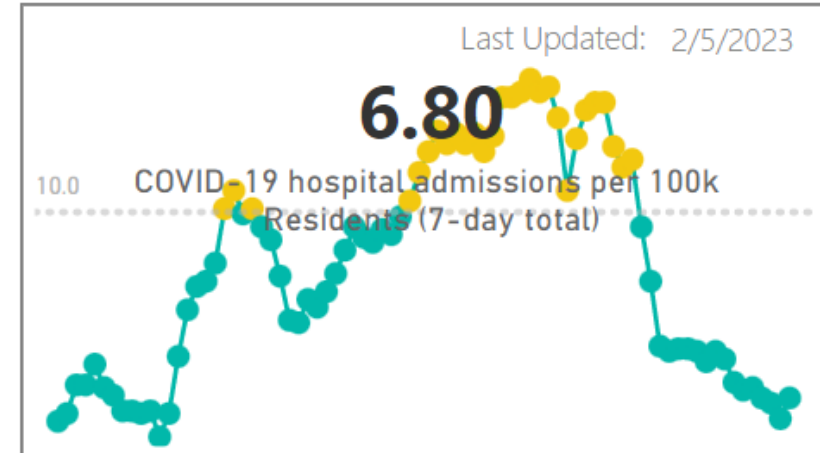 Last Updated: 2/5/2023
6.80
10.0
COVID-19 hospital admissions per 100k
Residents (7-day total)